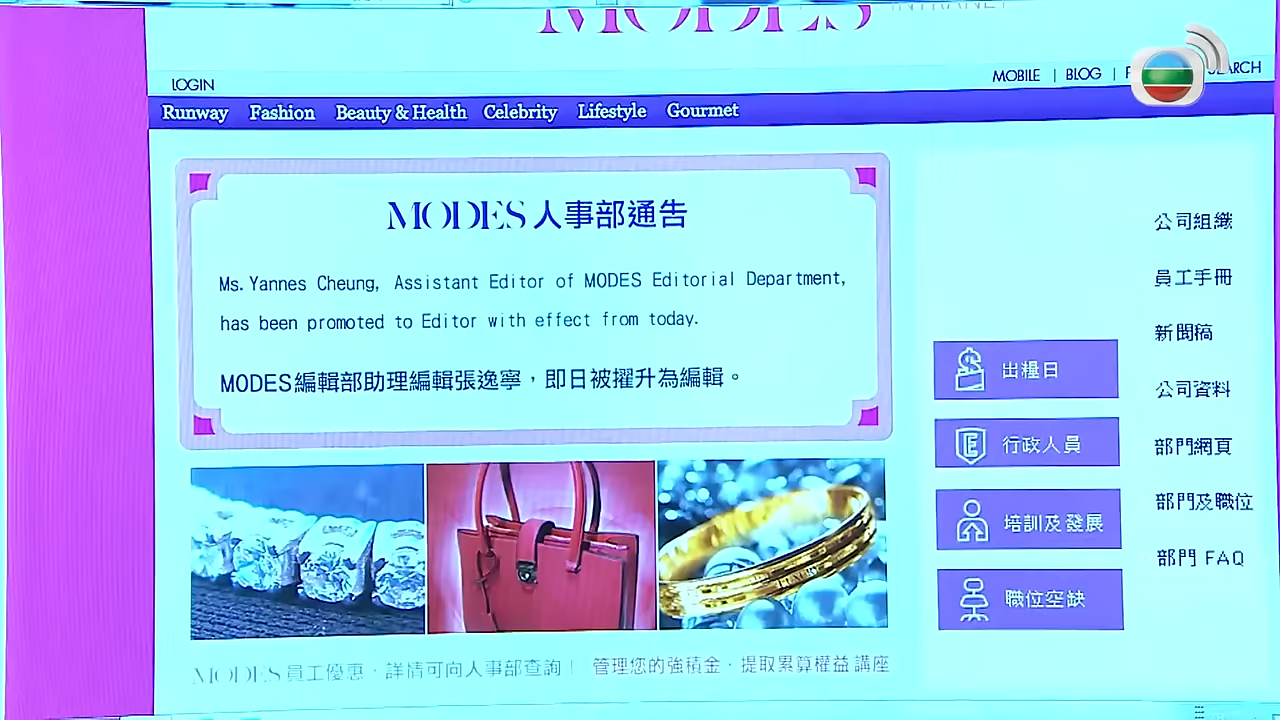 MODES INTRANET
LOGIN
MOBILE | BLOG |
Runway Fashion Beauty & Health Celebrity Lifestyle Gourmet
MODES人事部通告
Ms. Yannes Cheung, Assistant Editor of MODES Editorial Department,
has been promoted to Editor with effect from today.
MODES編輯部助理編輯張逸寧，即日被擢升為編輯。
公司組織
員工手冊
新聞稿
公司資料
部門網頁
部門及職位
部門 FAQ
出糧日
行政人員
培訓及發展
職位空缺
MODES員工優惠．詳情可向人事部查詢！
管理您的強積金．提取累算權益 講座